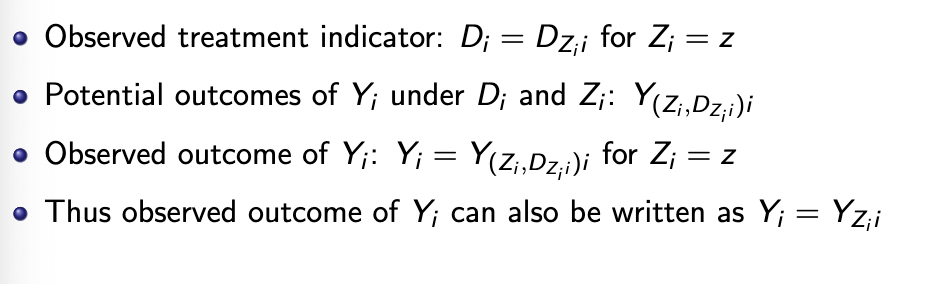 Observed treatment indicator: $D_i = D_{Z_i i}$ for $Z_i = z$
Potential outcomes of $Y_i$ under $D_i$ and $Z_i$: $Y_{(Z_i, D_{Z_i i})i}$
Observed outcome of $Y_i$: $Y_i = Y_{(Z_i, D_{Z_i i})i}$ for $Z_i = z$
Thus observed outcome of $Y_i$ can also be written as $Y_i = Y_{Z_i i}$